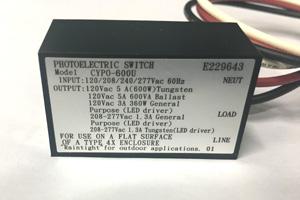 PHOTOELECTRIC SWITCH E229643
Model CYPO-600U NEUT
INPUT:120/208/240/277Vac 60Hz
OUTPUT:120Vac 5 A(600W)Tungsten
120Vac 5A 600VA Ballast
120Vac 3A 360W General
Purpose (LED driver) LOAD
208-277Vac 1.3A General
Purpose(LED driver)
208-277Vac 1.3A Tungsten(LED driver)
FOR USE ON A FLAT SURFACE LINE
OF A TYPE 4X ENCLOSURE
"Raintight for outdoor applications. 01